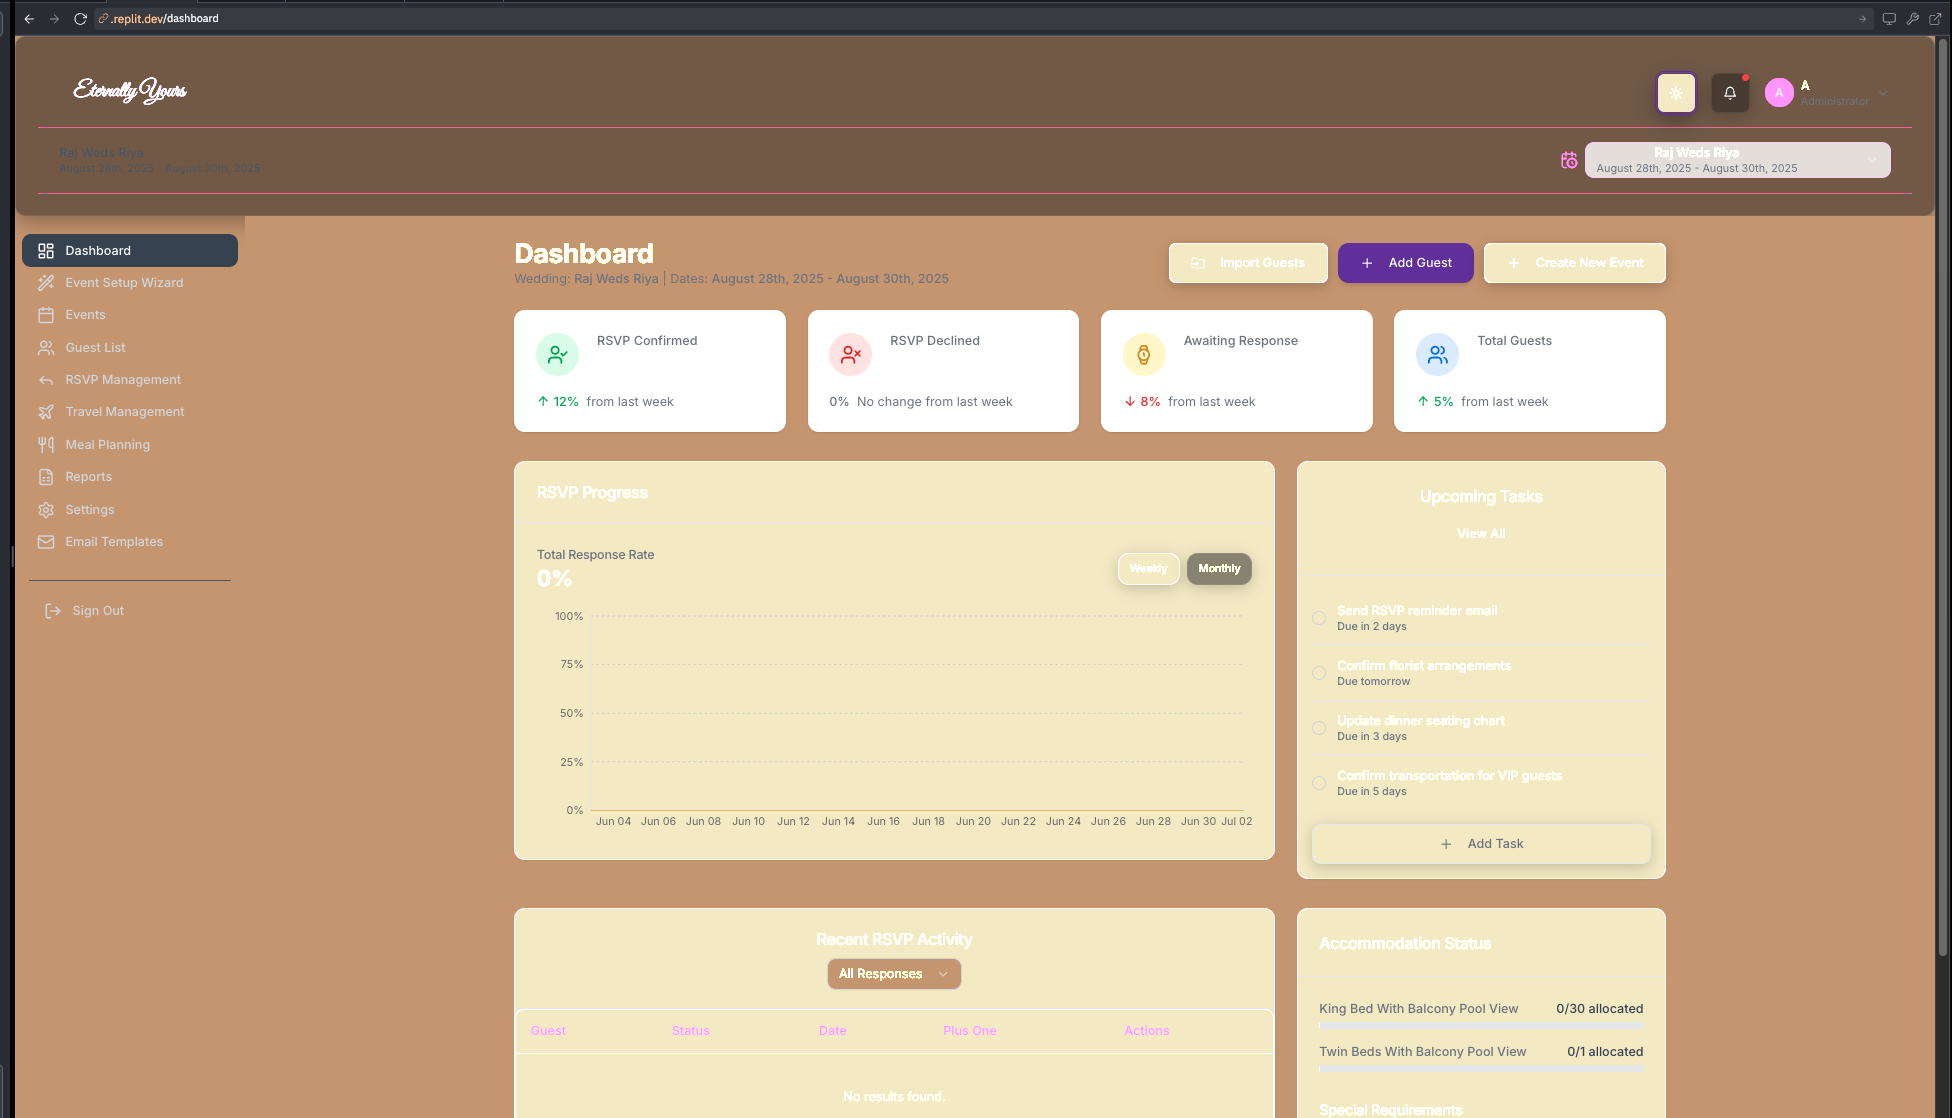 .replit.dev/dashboard
Eternally Yours
A
A
Administrator
Raj Weds Riya
August 28th, 2025 - August 30th, 2025
Raj Weds Riya
August 28th, 2025 - August 30th, 2025
Dashboard
Event Setup Wizard
Events
Guest List
RSVP Management
Travel Management
Meal Planning
Reports
Settings
Email Templates
Sign Out
Dashboard
Wedding: Raj Weds Riya | Dates: August 28th, 2025 - August 30th, 2025
Import Guests
Add Guest
Create New Event
RSVP Confirmed
↑ 12% from last week
RSVP Declined
0% No change from last week
Awaiting Response
↓ 8% from last week
Total Guests
↑ 5% from last week
RSVP Progress
Total Response Rate
0%
Weekly
Monthly
100%
75%
50%
25%
0%
Jun 04 Jun 06 Jun 08 Jun 10 Jun 12 Jun 14 Jun 16 Jun 18 Jun 20 Jun 22 Jun 24 Jun 26 Jun 28 Jun 30 Jul 02
Upcoming Tasks
View All
Send RSVP reminder email
Due in 2 days
Confirm florist arrangements
Due tomorrow
Update dinner seating chart
Due in 3 days
Confirm transportation for VIP guests
Due in 5 days
+ Add Task
Recent RSVP Activity
All Responses
Guest Status Date Plus One Actions
No results found.
Accommodation Status
King Bed With Balcony Pool View 0/30 allocated
Twin Beds With Balcony Pool View 0/1 allocated
Special Requirements